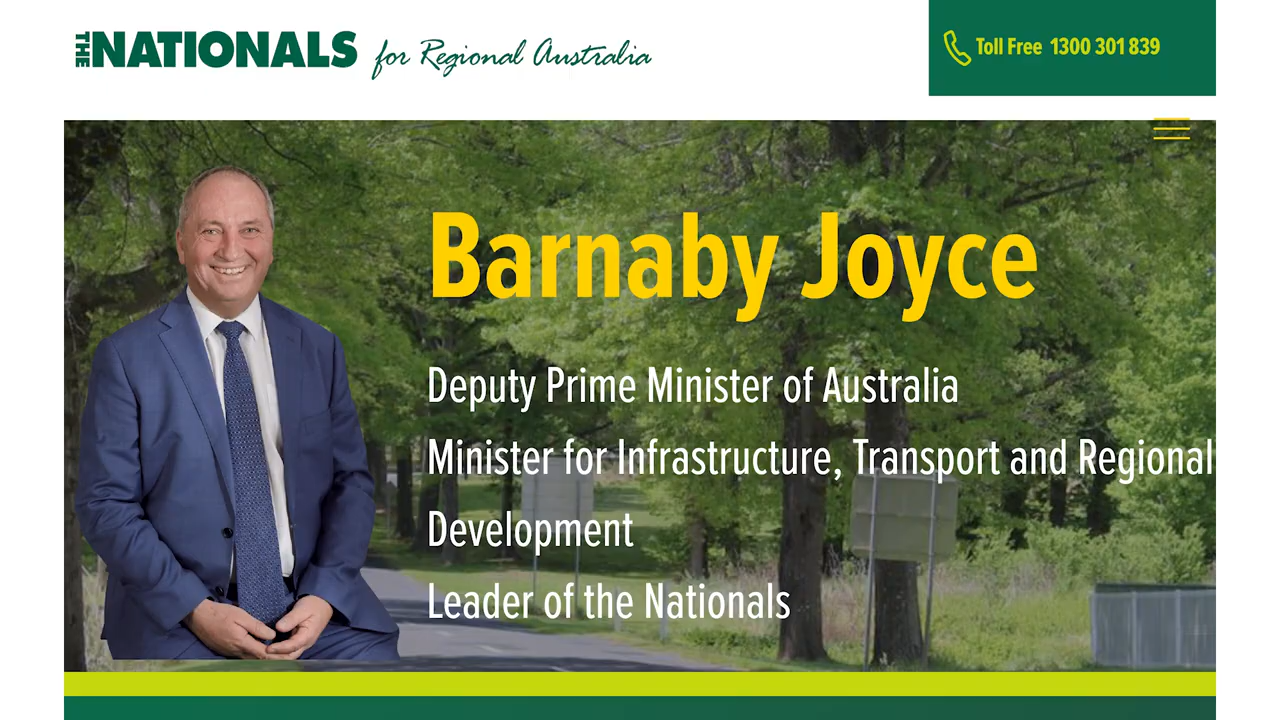 THE NATIONALS for Regional Australia
Toll Free 1300 301 839
Barnaby Joyce
Deputy Prime Minister of Australia
Minister for Infrastructure, Transport and Regional
Development
Leader of the Nationals